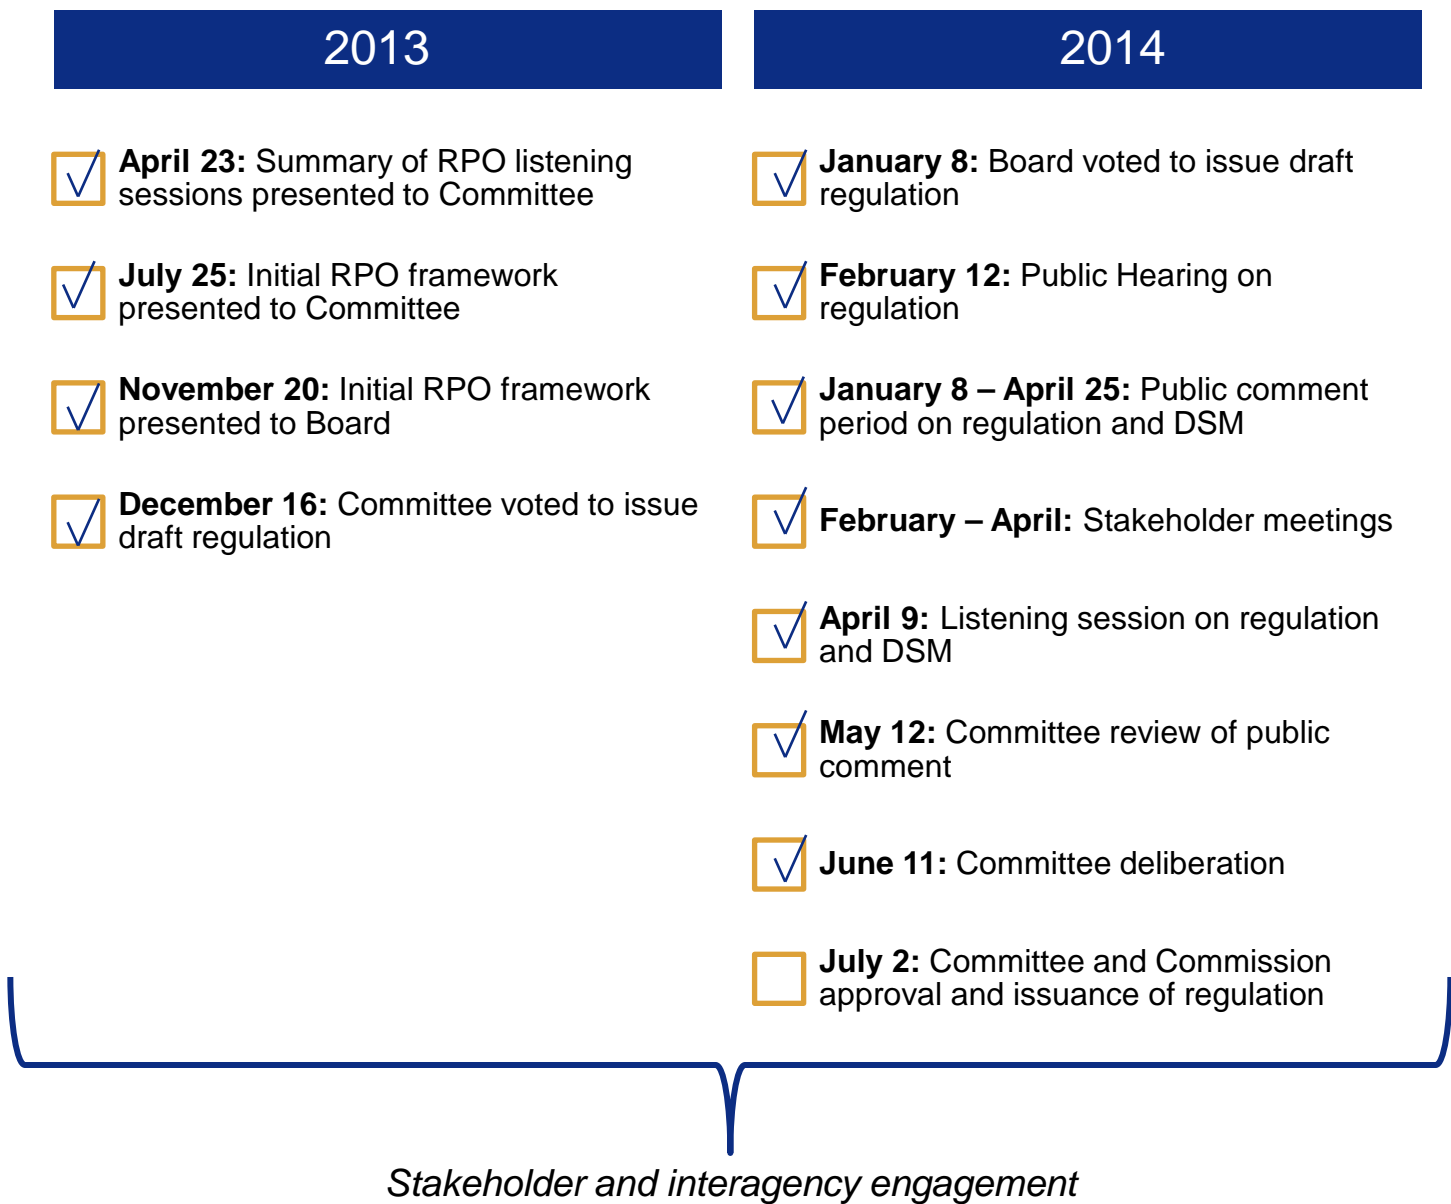 2013
April 23: Summary of RPO listening
sessions presented to Committee
July 25: Initial RPO framework
presented to Committee
November 20: Initial RPO framework
presented to Board
December 16: Committee voted to issue
draft regulation
2014
January 8: Board voted to issue draft
regulation
February 12: Public Hearing on
regulation
January 8 – April 25: Public comment
period on regulation and DSM
February – April: Stakeholder meetings
April 9: Listening session on regulation
and DSM
May 12: Committee review of public
comment
June 11: Committee deliberation
July 2: Committee and Commission
approval and issuance of regulation
Stakeholder and interagency engagement